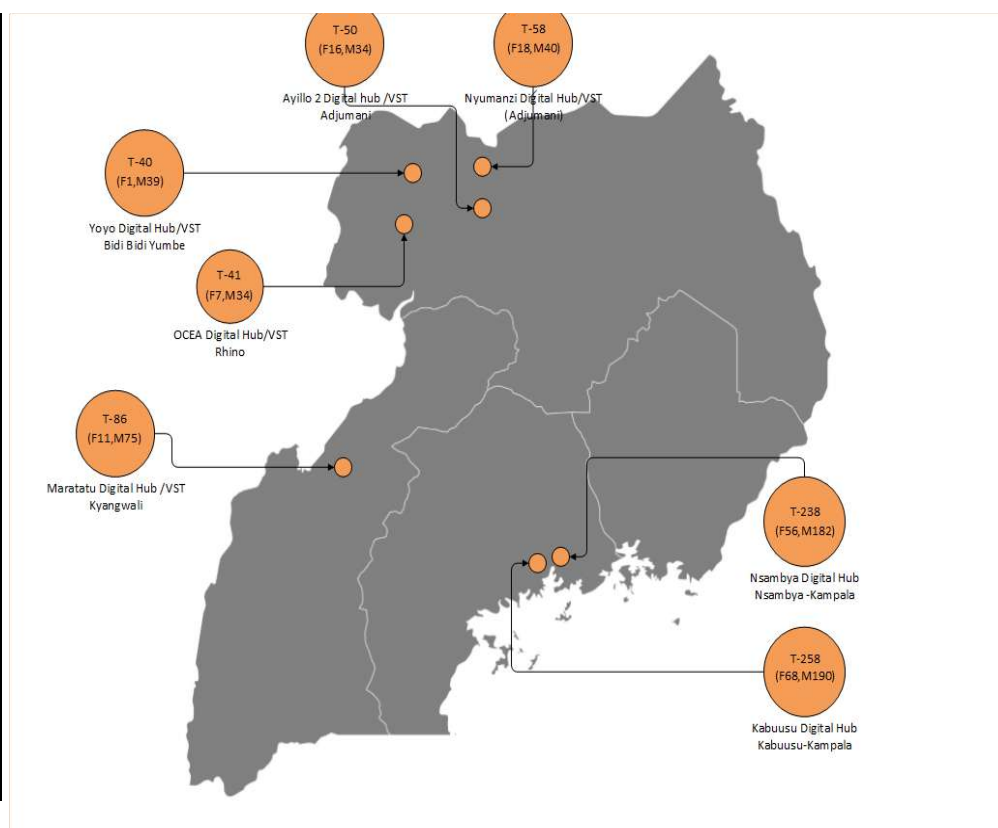 T-50
(F16,M34)
Ayillo 2 Digital hub /VST
Adjumani
T-58
(F18,M40)
Nyumanzi Digital Hub/VST
(Adjumani)
T-40
(F1,M39)
Yoyo Digital Hub/VST
Bidi Bidi Yumbe
T-41
(F7,M34)
OCEA Digital Hub/VST
Rhino
T-86
(F11,M75)
Maratatu Digital Hub /VST
Kyangwali
T-238
(F56,M182)
Nsambya Digital Hub
Nsambya -Kampala
T-258
(F68,M190)
Kabuusu Digital Hub
Kabuusu-Kampala